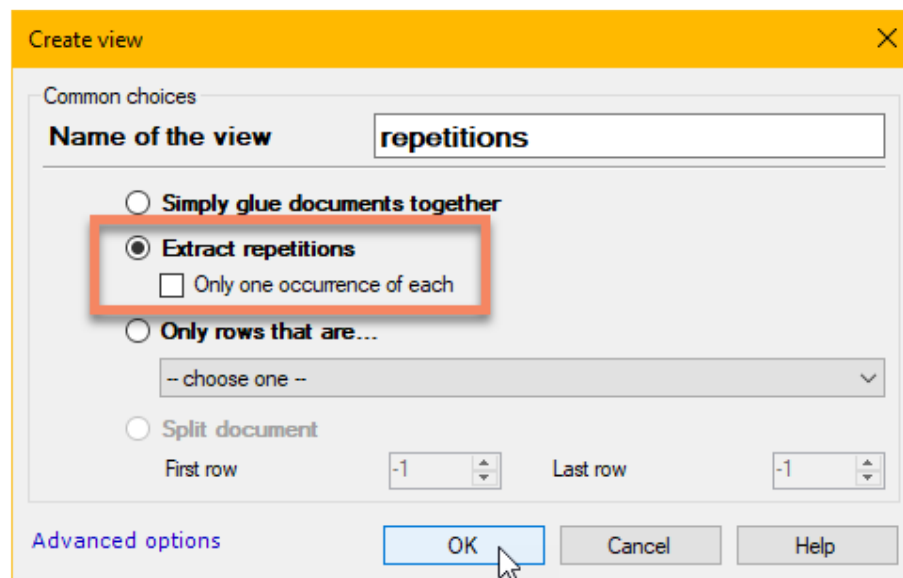 Create view
Common choices
Name of the view repetitions
Simply glue documents together
Extract repetitions
Only one occurrence of each
Only rows that are...
-- choose one --
Split document
First row -1 Last row -1
Advanced options OK Cancel Help